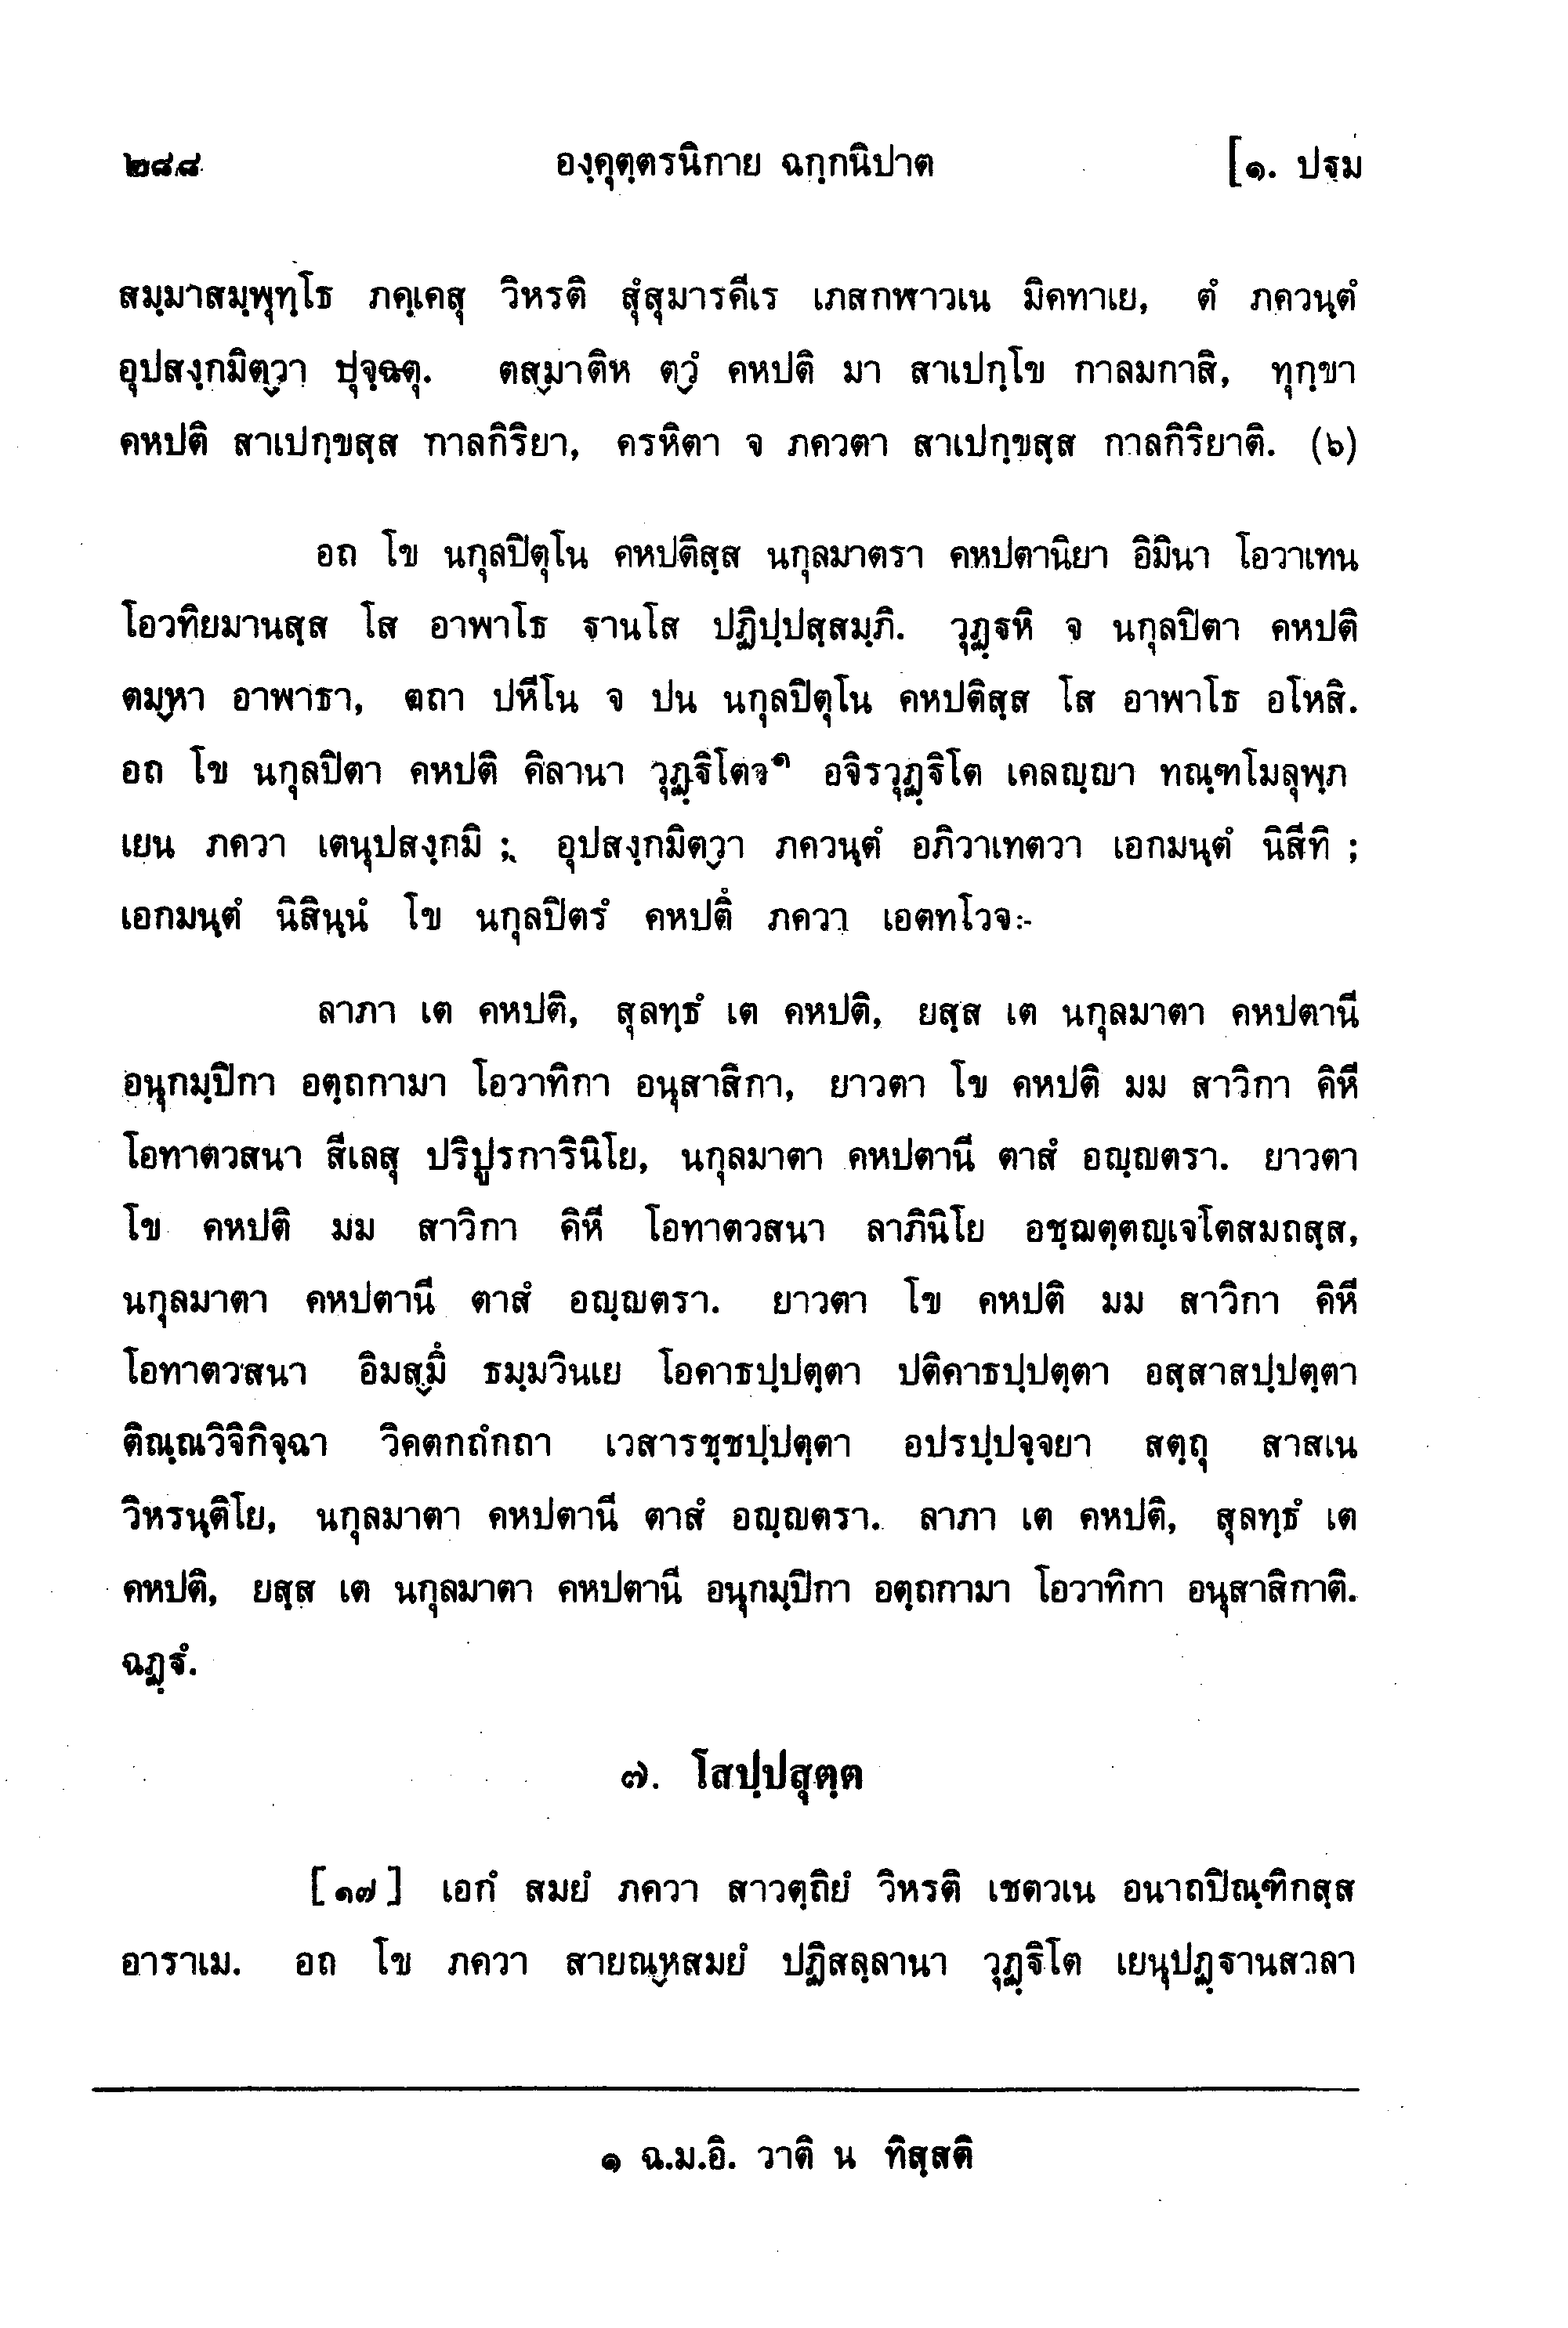 ๒๘๘ องฺคุตฺตรนิกาย ฉกฺกนิปาต [๑. ปฐม
สมฺมาสมฺพุทฺโธ ภคฺเคสุ วิหรติ สุํสุมารคีเร เภสกฬาวเน มิคทาเย, ตํ ภควนฺตํ
อุปสงฺกมิตฺวา ปุจฺฉตุ. ตสฺมาติห ตฺวํ คหปติ มา สาเปกฺโข กาลมกาสิ, ทุกฺขา
คหปติ สาเปกฺขสฺส กาลกิริยา, ครหิตา จ ภควตา สาเปกฺขสฺส กาลกิริยาติ. (๖)
อถ โข นกุลปิตุโน คหปติสฺส นกุลมาตรา คหปตานิยา อิมินา โอวาเทน
โอวทิยมานสฺส โส อาพาโธ ฐานโส ปฏิปฺปสฺสมฺภิ. วุฏฺฐหิ จ นกุลปิตา คหปติ
ตมฺหา อาพาธา, ตถา ปหีโน จ ปน นกุลปิตุโน คหปติสฺส โส อาพาโธ อโหสิ.
อถ โข นกุลปิตา คหปติ คิลานา วุฏฺฐิโตว๑ อจิรวุฏฺฐิโต เคลญฺญา ทณฺฑโมลุพฺภ
เยน ภควา เตนุปสงฺกมิ ; อุปสงฺกมิตฺวา ภควนฺตํ อภิวาเทตวา เอกมนฺตํ นิสีทิ ;
เอกมนฺตํ นิสินฺนํ โข นกุลปิตรํ คหปติํ ภควา เอตทโวจ:-
ลาภา เต คหปติ, สุลทฺธํ เต คหปติ, ยสฺส เต นกุลมาตา คหปตานี
อนุกมฺปิกา อตฺถกามา โอวาทิกา อนุสาสิกา, ยาวตา โข คหปติ มม สาวิกา คิหี
โอทาตวสนา สีเลสุ ปริปูรการินิโย, นกุลมาตา คหปตานี ตาสํ อญฺญตรา. ยาวตา
โข คหปติ มม สาวิกา คิหี โอทาตวสนา ลาภินิโย อชฺฌตฺตญฺเจโตสมถสฺส,
นกุลมาตา คหปตานี ตาสํ อญฺญตรา. ยาวตา โข คหปติ มม สาวิกา คิหี
โอทาตวสนา อิมสฺมิํ ธมฺมวินเย โอคาธปฺปตฺตา ปติคาธปฺปตฺตา อสฺสาสปฺปตฺตา
ติณฺณวิจิกิจฺฉา วิคตกถํกถา เวสารชฺชปฺปตฺตา อปรปฺปจฺจยา สตฺถุ สาสเน
วิหรนฺติโย, นกุลมาตา คหปตานี ตาสํ อญฺญตรา. ลาภา เต คหปติ, สุลทฺธํ เต
คหปติ, ยสฺส เต นกุลมาตา คหปตานี อนุกมฺปิกา อตฺถกามา โอวาทิกา อนุสาสิกาติ.
ฉฏฺฐํ.
๗. โสปฺปสุตฺต
[๑๗] เอกํ สมยํ ภควา สาวตฺถิยํ วิหรติ เชตวเน อนาถปิณฺฑิกสฺส
อาราเม. อถ โข ภควา สายณฺหสมยํ ปฏิสลฺลานา วุฏฺฐิโต เยนุปฏฺฐานสาลา
๑ ฉ.ม.อิ. วาติ น ทิสฺสติ